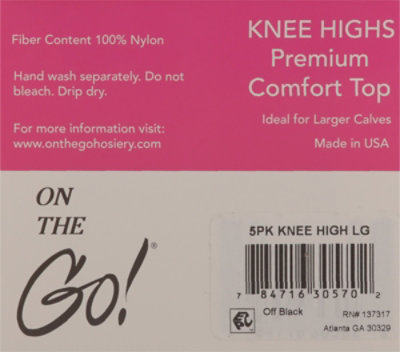 Fiber Content 100% Nylon
Hand wash separately. Do not
bleach. Drip dry.
For more information visit:
www.onthegohosiery.com
KNEE HIGHS
Premium
Comfort Top
Ideal for Larger Calves
Made in USA
ON
THE
Go!®
5PK KNEE HIGH LG
7 84716 30570 2
Off Black
RN# 137317
Atlanta GA 30329